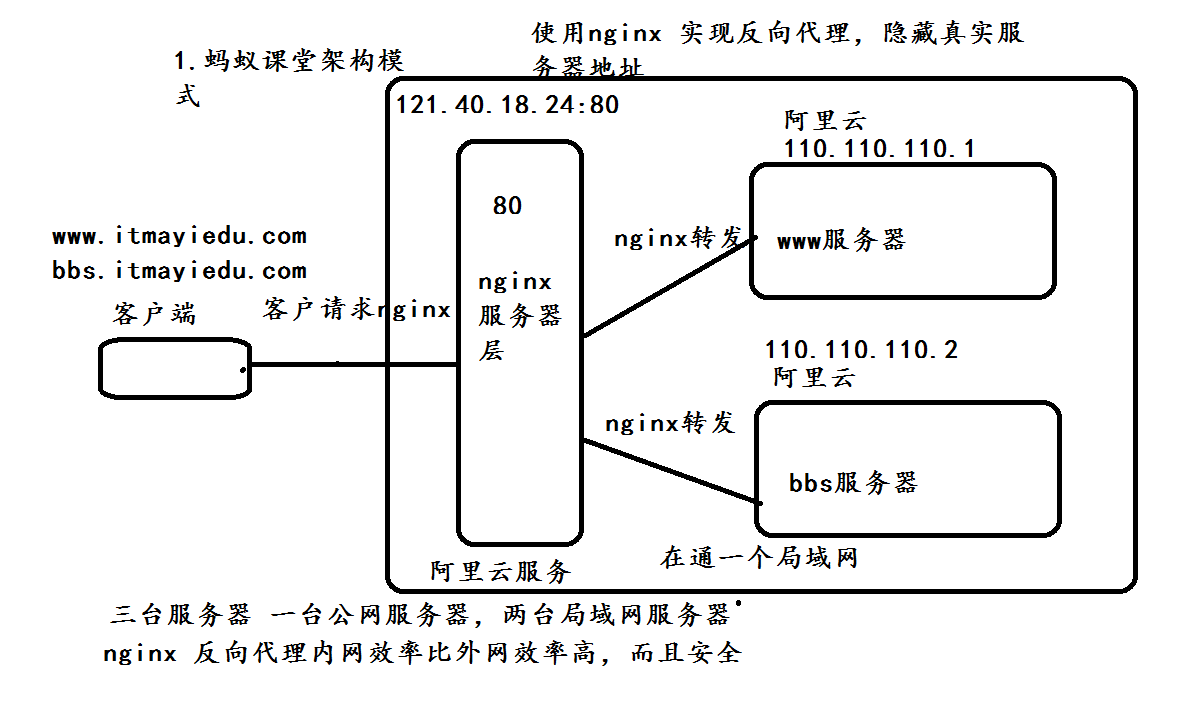 1.蚂蚁课堂架构模
式
使用nginx 实现反向代理，隐藏真实服
务器地址
121.40.18.24:80
阿里云
110.110.110.1
80
nginx转发
www服务器
www.itmayiedu.com
bbs.itmayiedu.com
客户端
客户请求nginx
nginx
服务器
层
110.110.110.2
阿里云
nginx转发
bbs服务器
在通一个局域网
阿里云服务
三台服务器 一台公网服务器，两台局域网服务器
nginx 反向代理内网效率比外网效率高，而且安全